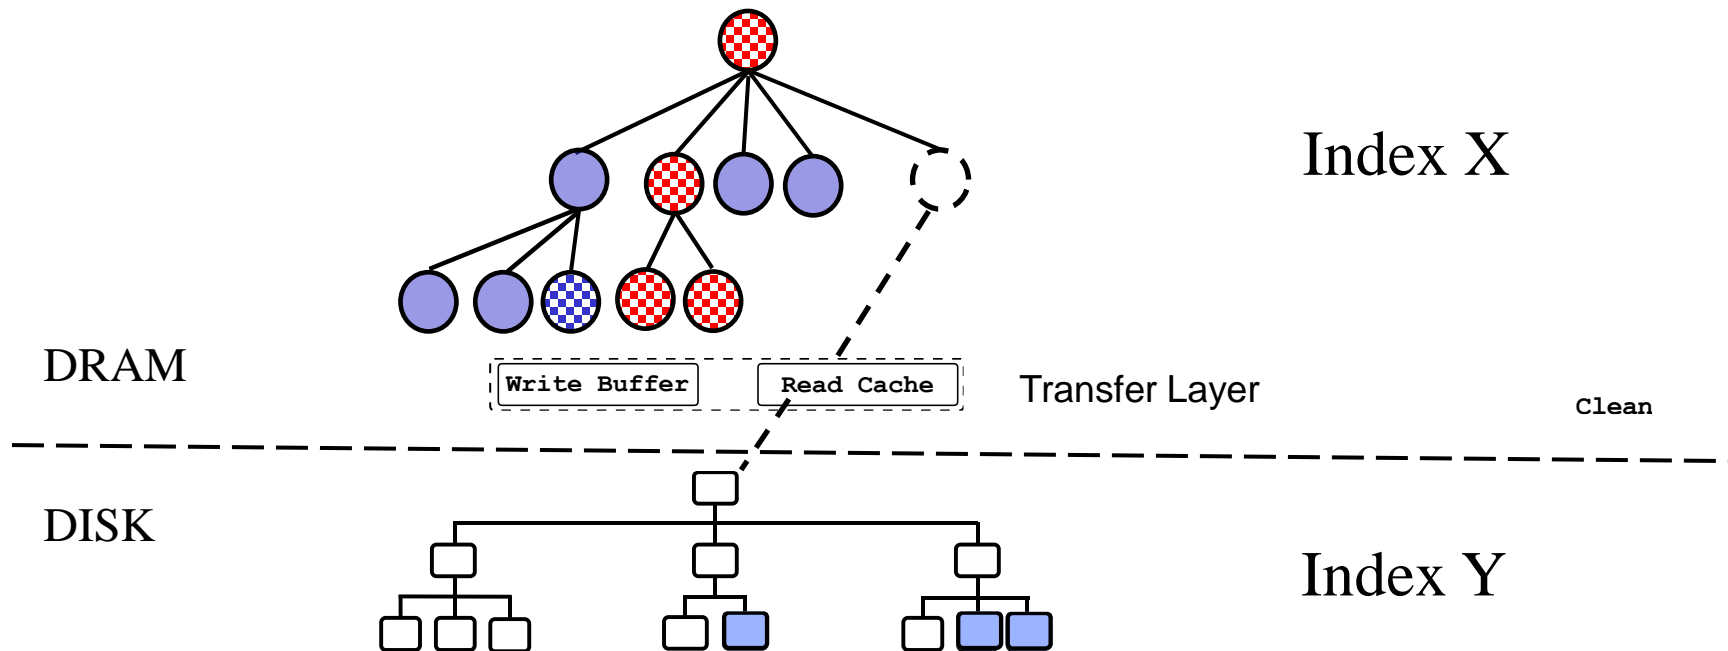 Index X
DRAM
Write Buffer
Read Cache
Transfer Layer
Clean
DISK
Index Y